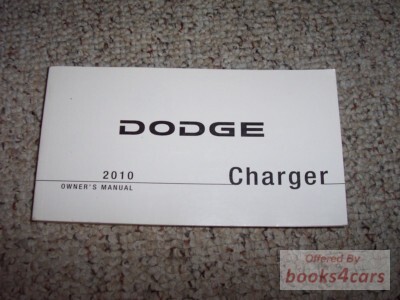 DODGE
2010
OWNER'S MANUAL
Charger
Offered By
books4cars